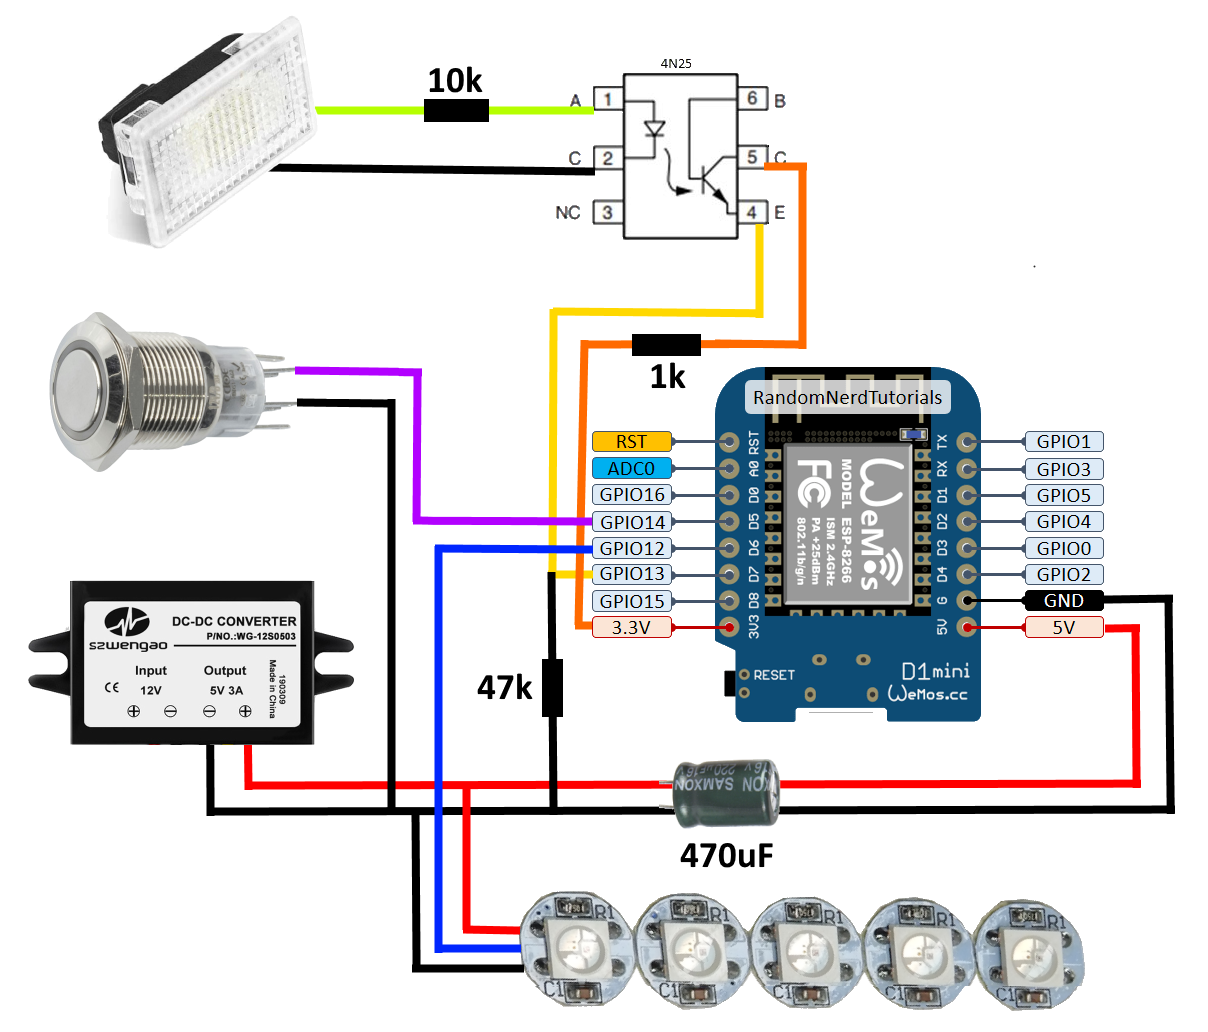 10k
4N25
A
1
6
B
C
2
5
C
NC
3
4
E
1k
RandomNerdTutorials
RST
ADC0
GPIO16
GPIO14
GPIO12
GPIO13
GPIO15
3.3V
RST
A0
D0
D5
D6
D7
D8
3V3
WeMos
MODEL ESP-8266
ISM 2.4GHz
PA +25dBm
802.11b/g/n
FC
TX
RX
D1
D2
D3
D4
G
5V
GPIO1
GPIO3
GPIO5
GPIO4
GPIO0
GPIO2
GND
5V
RESET
D1 mini
WeMos.cc
szwengao
DC-DC CONVERTER
P/NO.:WG-12S0503
Input
Output
CE
12V
5V 3A
190309
Made in China
47k
SAMXON
470uF
R1
C1
R1
C1
R1
C1
R1
C1
R1
C1